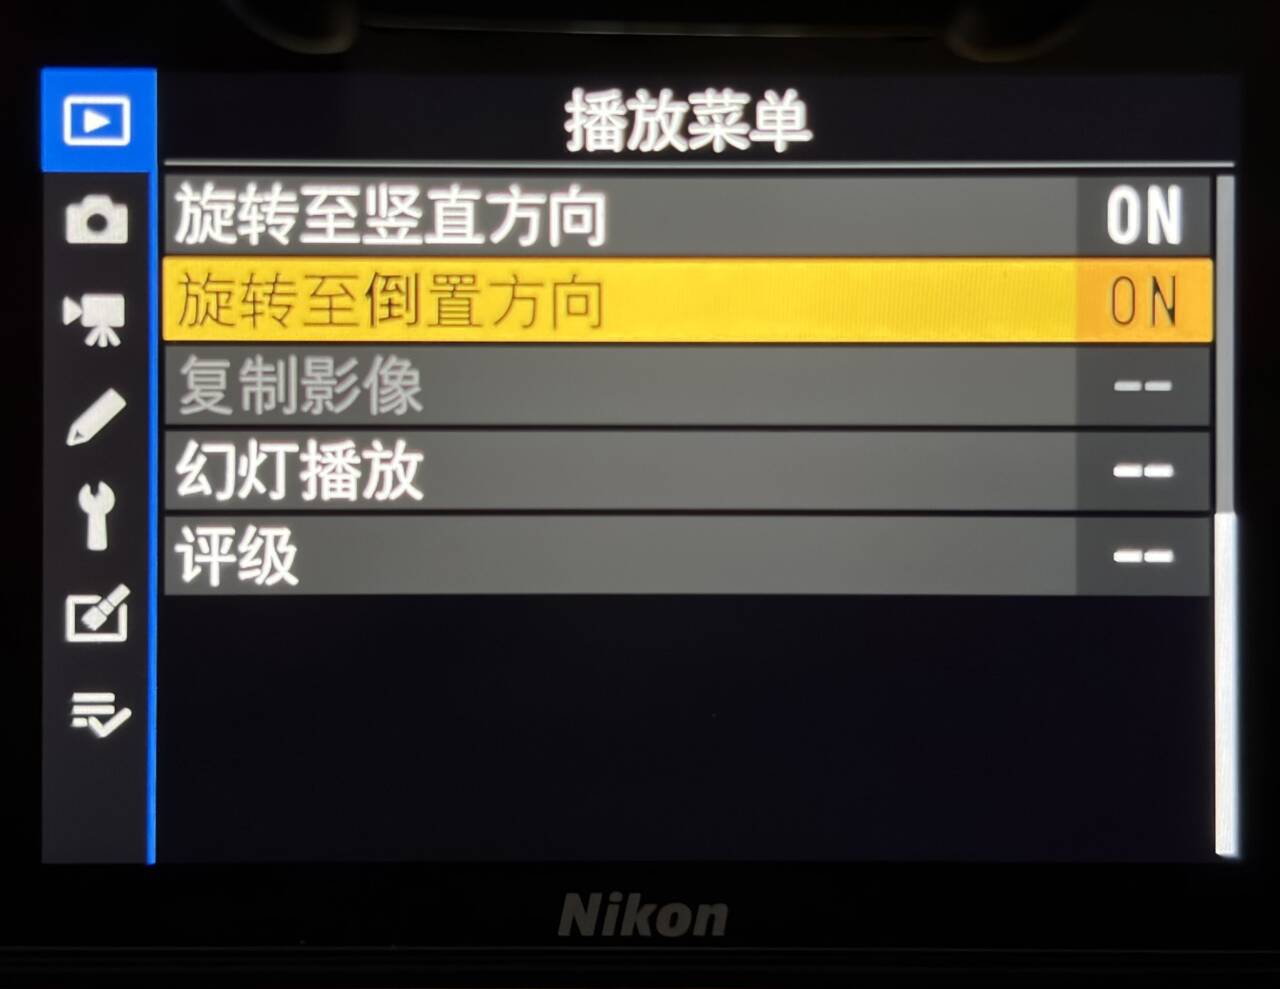 播放菜单
旋转至竖直方向 ON
旋转至倒置方向 ON
复制影像 --
幻灯播放 --
评级 --
Nikon